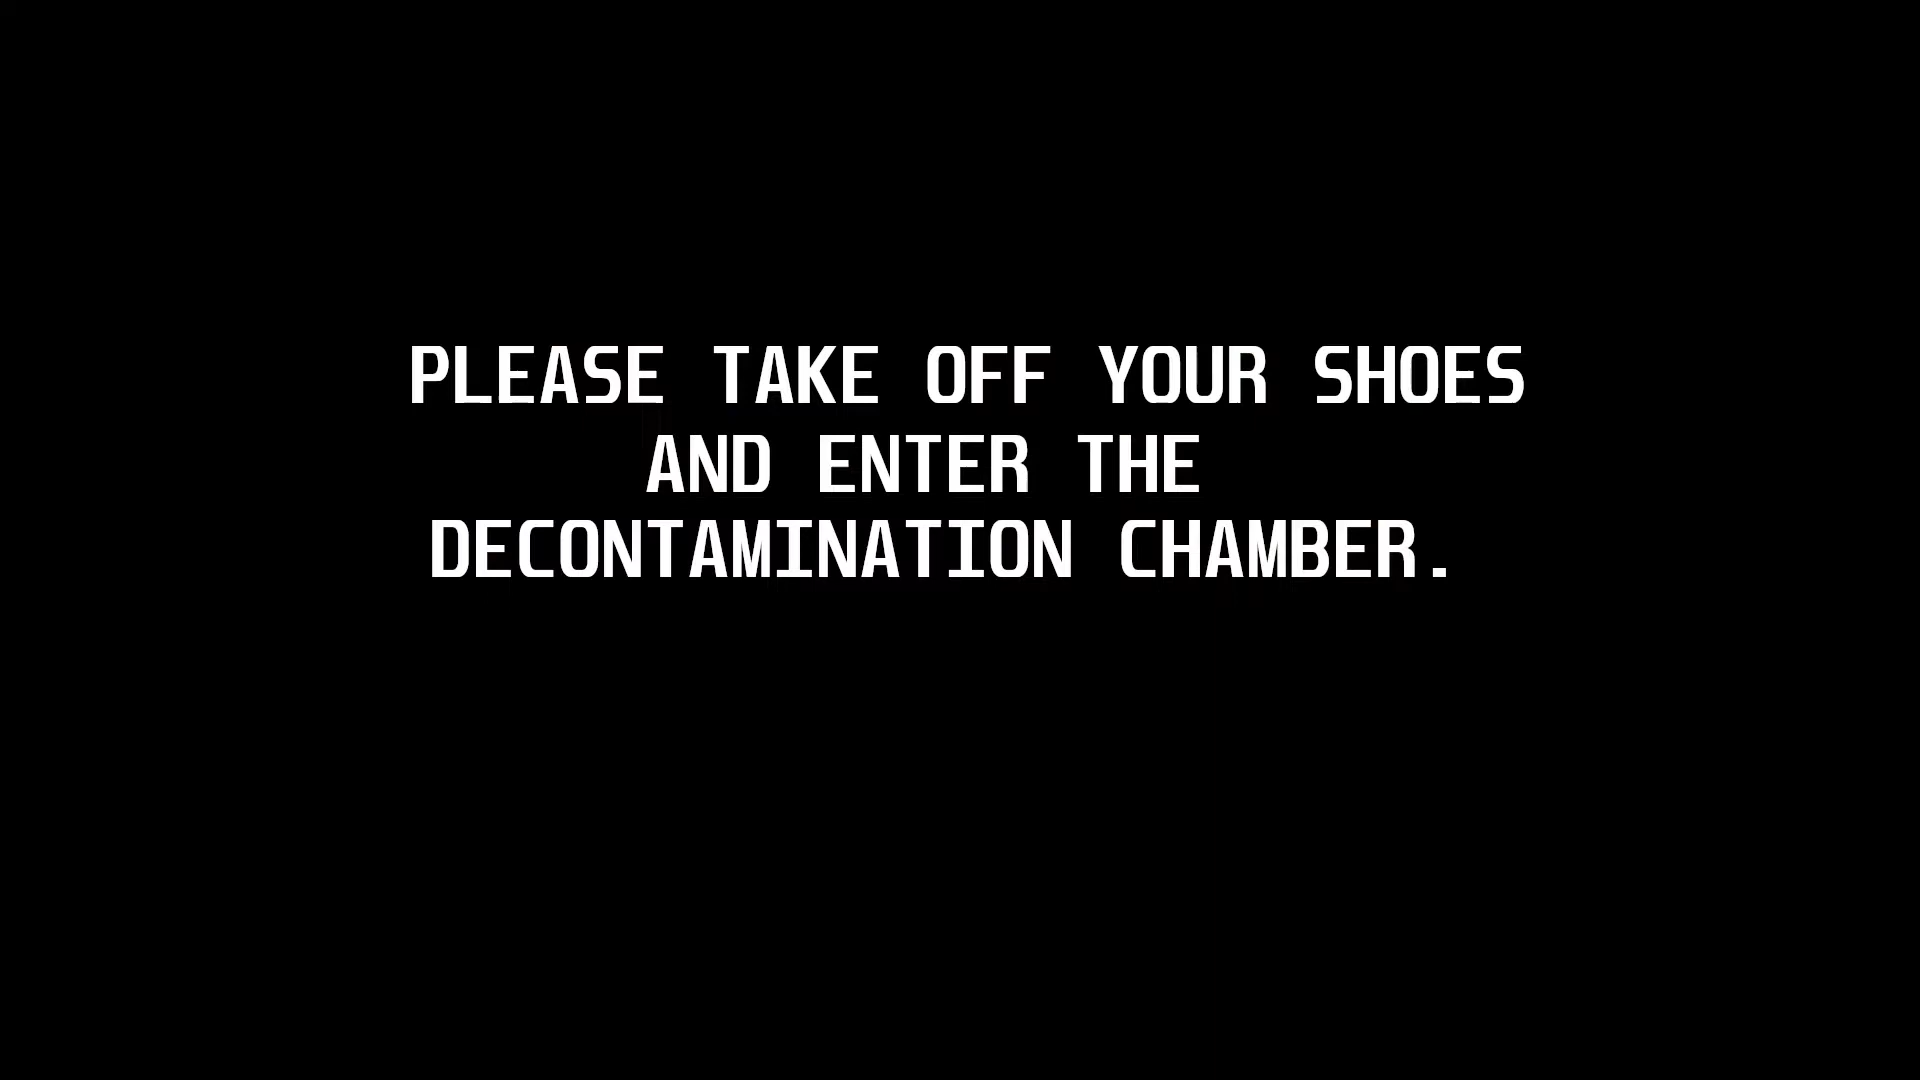 PLEASE TAKE OFF YOUR SHOES
AND ENTER THE
DECONTAMINATION CHAMBER.